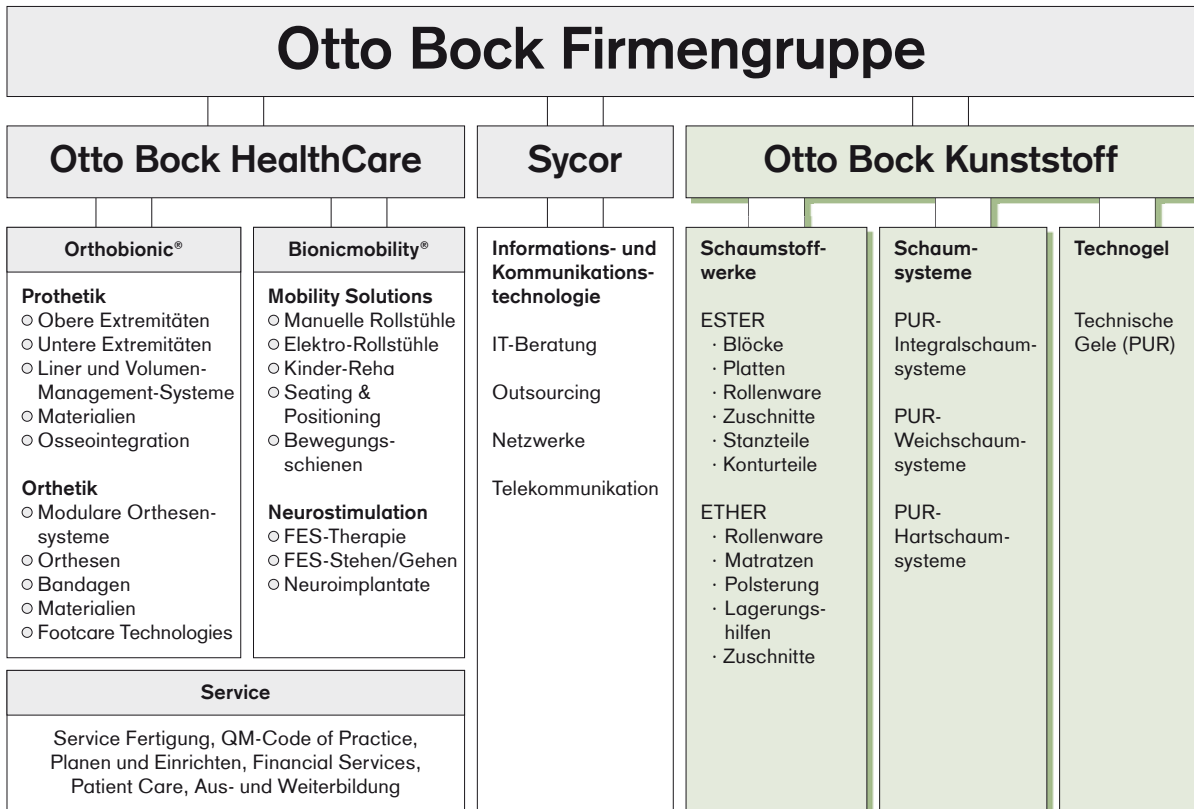 Otto Bock Firmengruppe
Otto Bock HealthCare
Orthobionic®
Prothetik
○ Obere Extremitäten
○ Untere Extremitäten
○ Liner und Volumen-
Management-Systeme
○ Materialien
○ Osseointegration
Orthetik
○ Modulare Orthesen-
systeme
○ Orthesen
○ Bandagen
○ Materialien
○ Footcare Technologies
Bionicmobility®
Mobility Solutions
○ Manuelle Rollstühle
○ Elektro-Rollstühle
○ Kinder-Reha
○ Seating &
Positioning
○ Bewegungs-
schienen
Neurostimulation
○ FES-Therapie
○ FES-Stehen/Gehen
○ Neuroimplantate
Service
Service Fertigung, QM-Code of Practice,
Planen und Einrichten, Financial Services,
Patient Care, Aus- und Weiterbildung
Sycor
Informations- und
Kommunikations-
technologie
IT-Beratung
Outsourcing
Netzwerke
Telekommunikation
Otto Bock Kunststoff
Schaumstoff-
werke
ESTER
· Blöcke
· Platten
· Rollenware
· Zuschnitte
· Stanzteile
· Konturteile
ETHER
· Rollenware
· Matratzen
· Polsterung
· Lagerungs-
hilfen
· Zuschnitte
Schaum-
systeme
PUR-
Integralschaum-
systeme
PUR-
Weichschaum-
systeme
PUR-
Hartschaum-
systeme
Technogel
Technische
Gele (PUR)